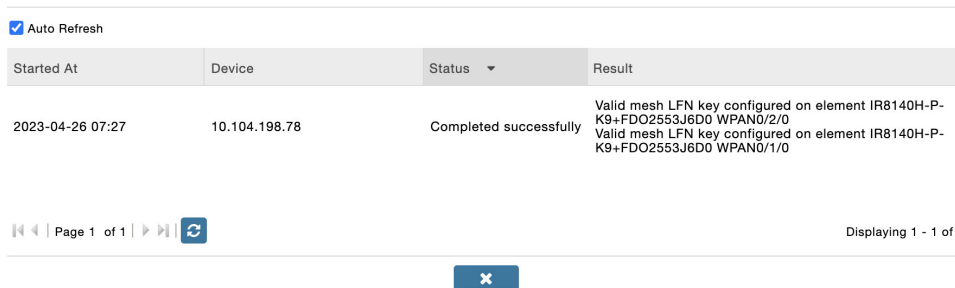 Auto Refresh
Started At Device Status Result
2023-04-26 07:27 10.104.198.78 Completed successfully Valid mesh LFN key configured on element IR8140H-P-
K9+FDO2553J6D0 WPAN0/2/0
Valid mesh LFN key configured on element IR8140H-P-
K9+FDO2553J6D0 WPAN0/1/0
Page 1 of 1 Displaying 1 - 1 of